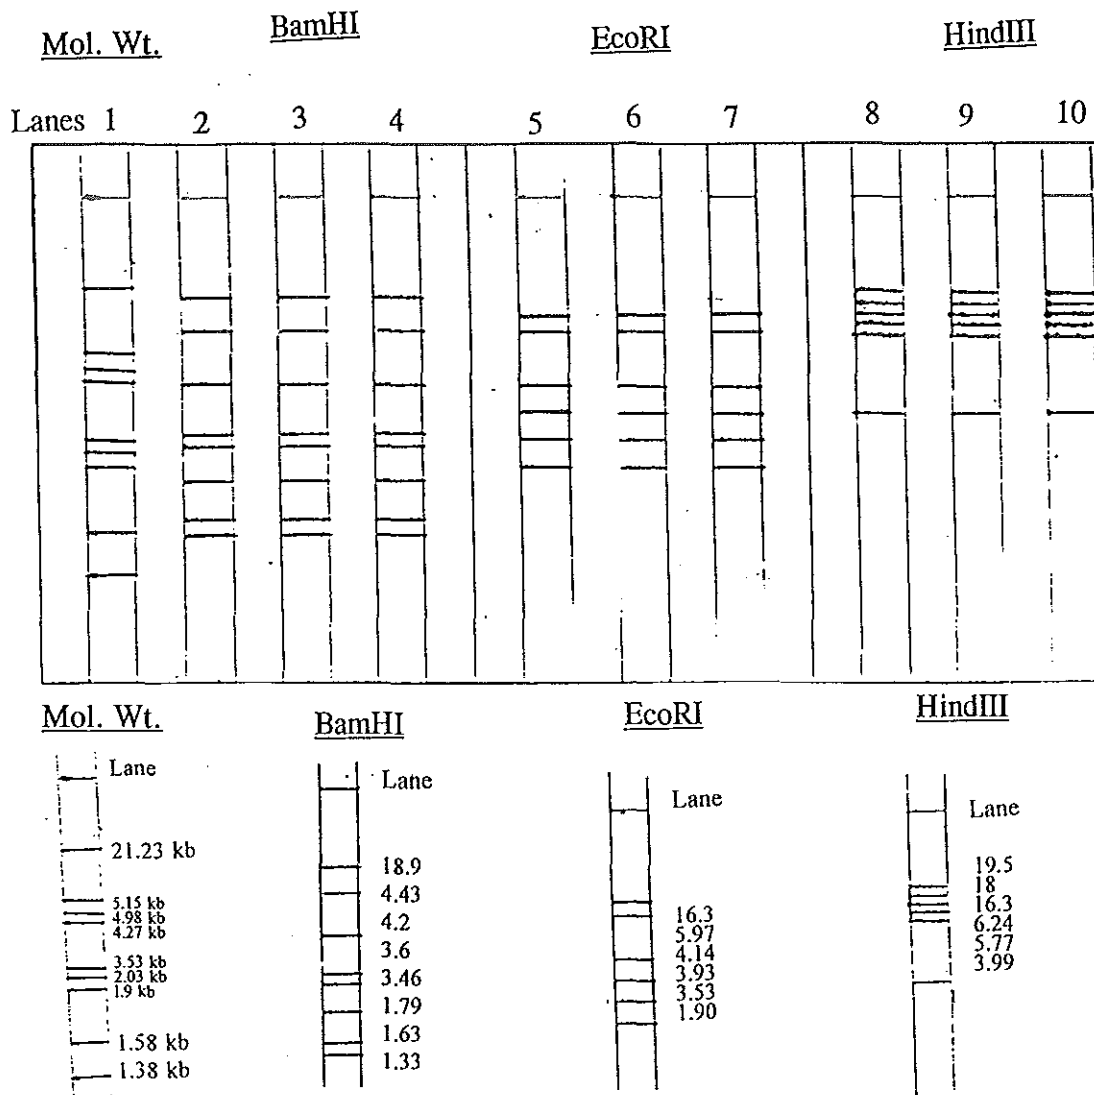 Mol. Wt. BamHI EcoRI HindIII
Lanes 1 2 3 4 5 6 7 8 9 10
Mol. Wt.
Lane
21.23 kb
5.15 kb
4.98 kb
4.27 kb
3.53 kb
2.03 kb
1.9 kb
1.58 kb
1.38 kb
BamHI
Lane
18.9
4.43
4.2
3.6
3.46
1.79
1.63
1.33
EcoRI
Lane
16.3
5.97
4.14
3.93
3.53
1.90
HindIII
Lane
19.5
18
16.3
6.24
5.77
3.99